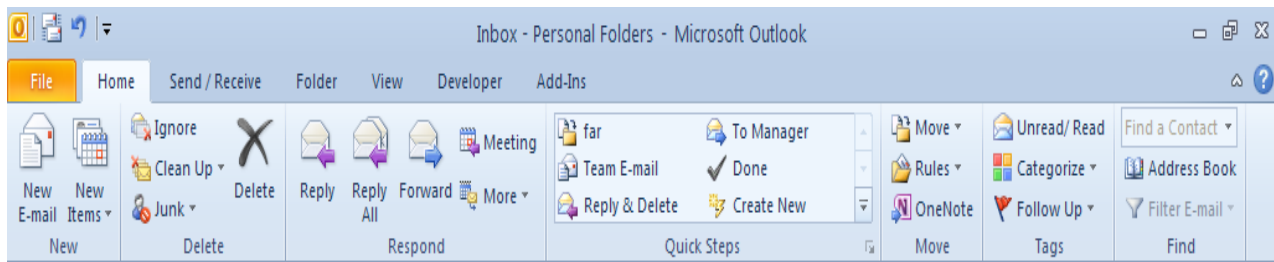 Inbox - Personal Folders - Microsoft Outlook
File Home Send / Receive Folder View Developer Add-Ins
New E-mail
New Items
New
Ignore
Clean Up
Junk
Delete
Delete
Reply
Reply All
Forward
Meeting
More
Respond
far
Team E-mail
Reply & Delete
To Manager
Done
Create New
Quick Steps
Move
Rules
OneNote
Move
Unread/ Read
Categorize
Follow Up
Tags
Find a Contact
Address Book
Filter E-mail
Find